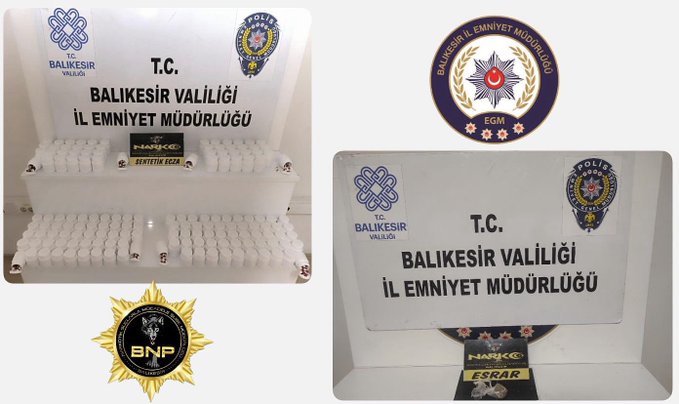 T.C.
BALIKESİR
VALİLİĞİ
POLİS
T.C.
BALIKESİR VALİLİĞİ
İL EMNİYET MÜDÜRLÜĞÜ
NARKO
SENTETİK ECZA
BALIKESİR İL EMNİYET MÜDÜRLÜĞÜ
EGM
T.C.
BALIKESİR
VALİLİĞİ
POLİS
T.C.
BALIKESİR VALİLİĞİ
İL EMNİYET MÜDÜRLÜĞÜ
NARKO
ESRAR
BNP